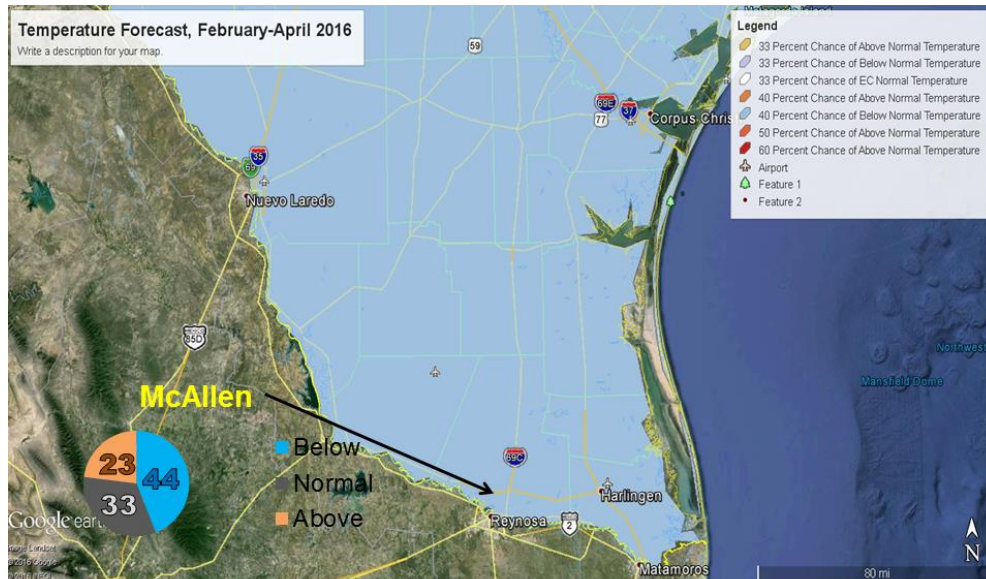 Temperature Forecast, February-April 2016
Write a description for your map.
Legend
33 Percent Chance of Above Normal Temperature
33 Percent Chance of Below Normal Temperature
33 Percent Chance of EC Normal Temperature
40 Percent Chance of Above Normal Temperature
40 Percent Chance of Below Normal Temperature
50 Percent Chance of Above Normal Temperature
60 Percent Chance of Above Normal Temperature
Airport
Feature 1
Feature 2
59
69E
37
77
Corpus Chris
35
69
Nuevo Laredo
85D
Northwes
Mansfield Dome
McAllen
23
44
33
Below
Normal
Above
69C
Harlingen
Reynosa
2
Matamoros
Google earth
N
80 mi